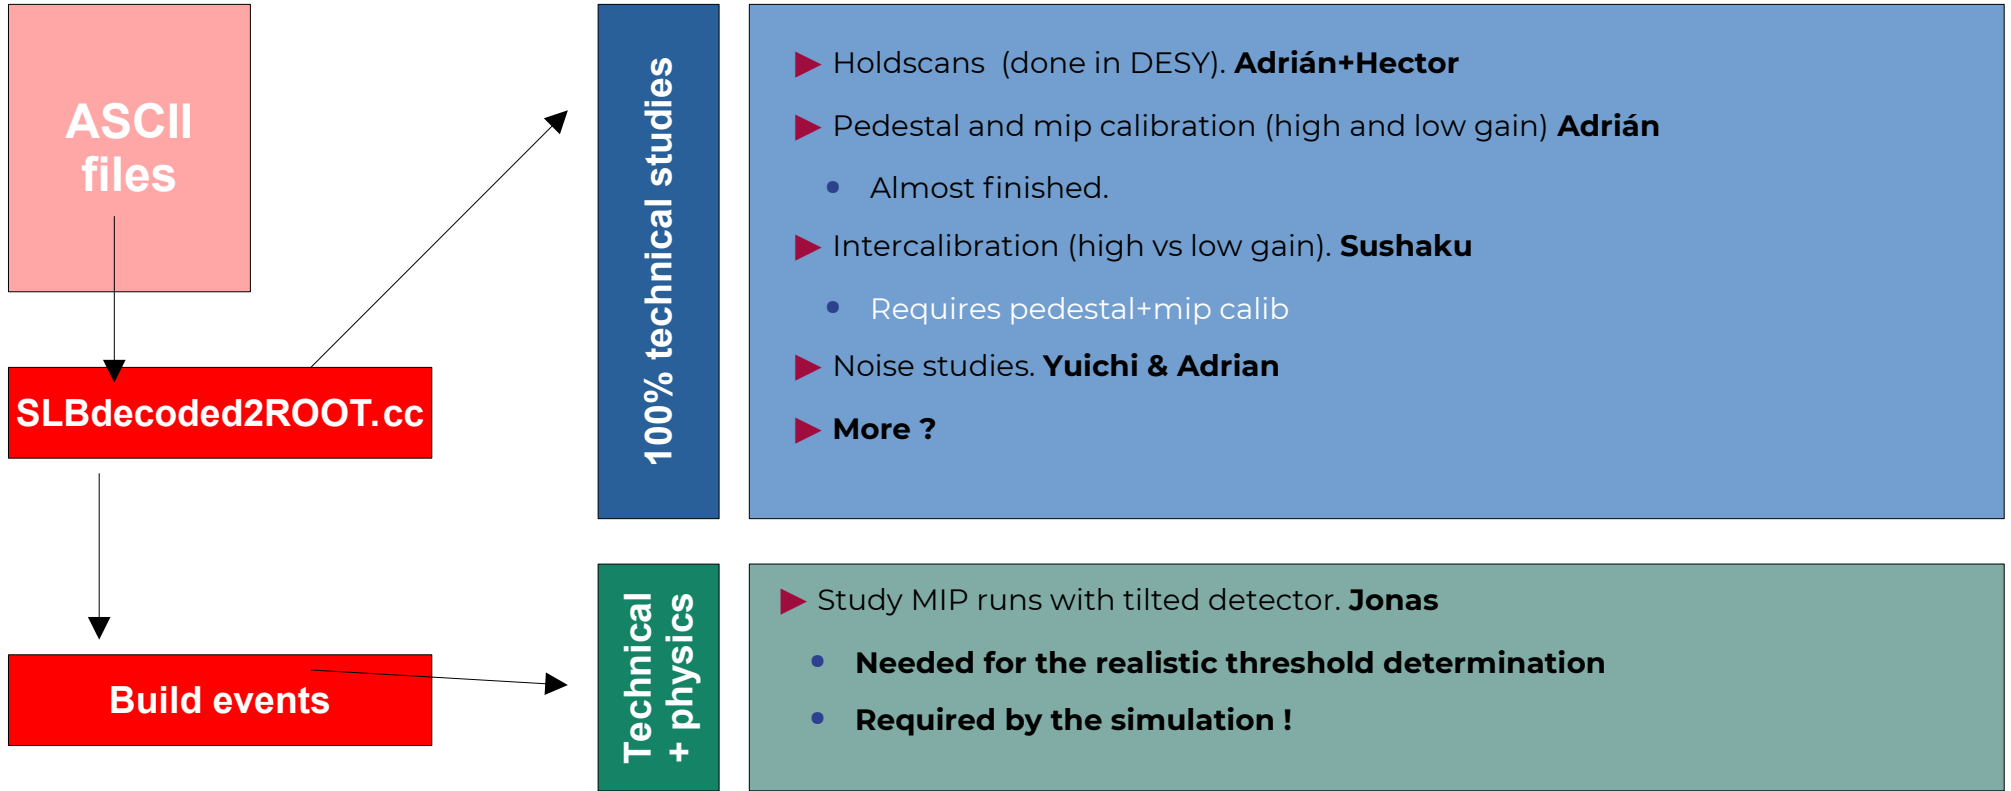 ASCII
files
SLBdecoded2ROOT.cc
Build events
100% technical studies
Holdscans (done in DESY). Adrián+Hector
Pedestal and mip calibration (high and low gain) Adrián
Almost finished.
Intercalibration (high vs low gain). Sushaku
Requires pedestal+mip calib
Noise studies. Yuichi & Adrian
More ?
Technical
+ physics
Study MIP runs with tilted detector. Jonas
Needed for the realistic threshold determination
Required by the simulation !